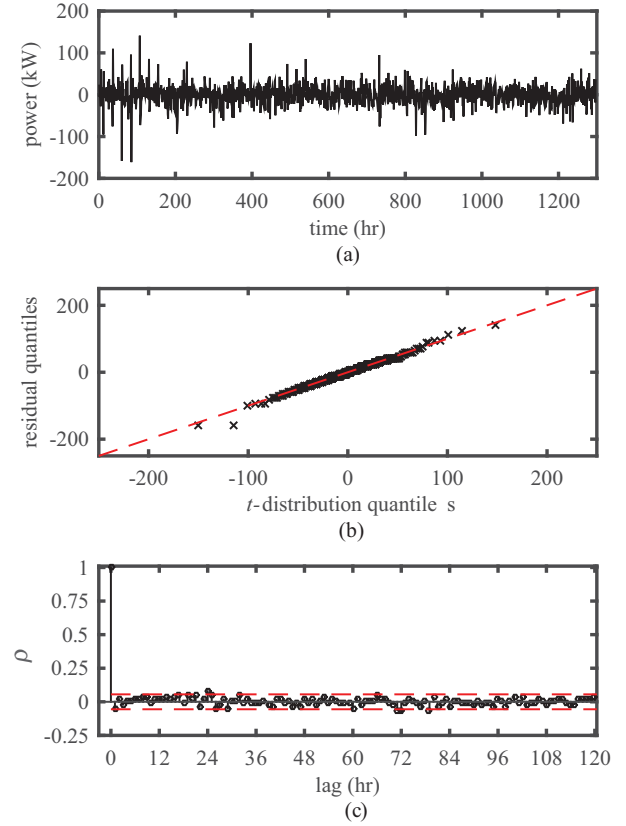 200
100
0
-100
-200
power (kW)
0 200 400 600 800 1000 1200
time (hr)
(a)
200
0
-200
residual quantiles
-200 -100 0 100 200
t-distribution quantile s
(b)
1
0.75
0.5
0.25
0
-0.25
ρ
0 12 24 36 48 60 72 84 96 108 120
lag (hr)
(c)